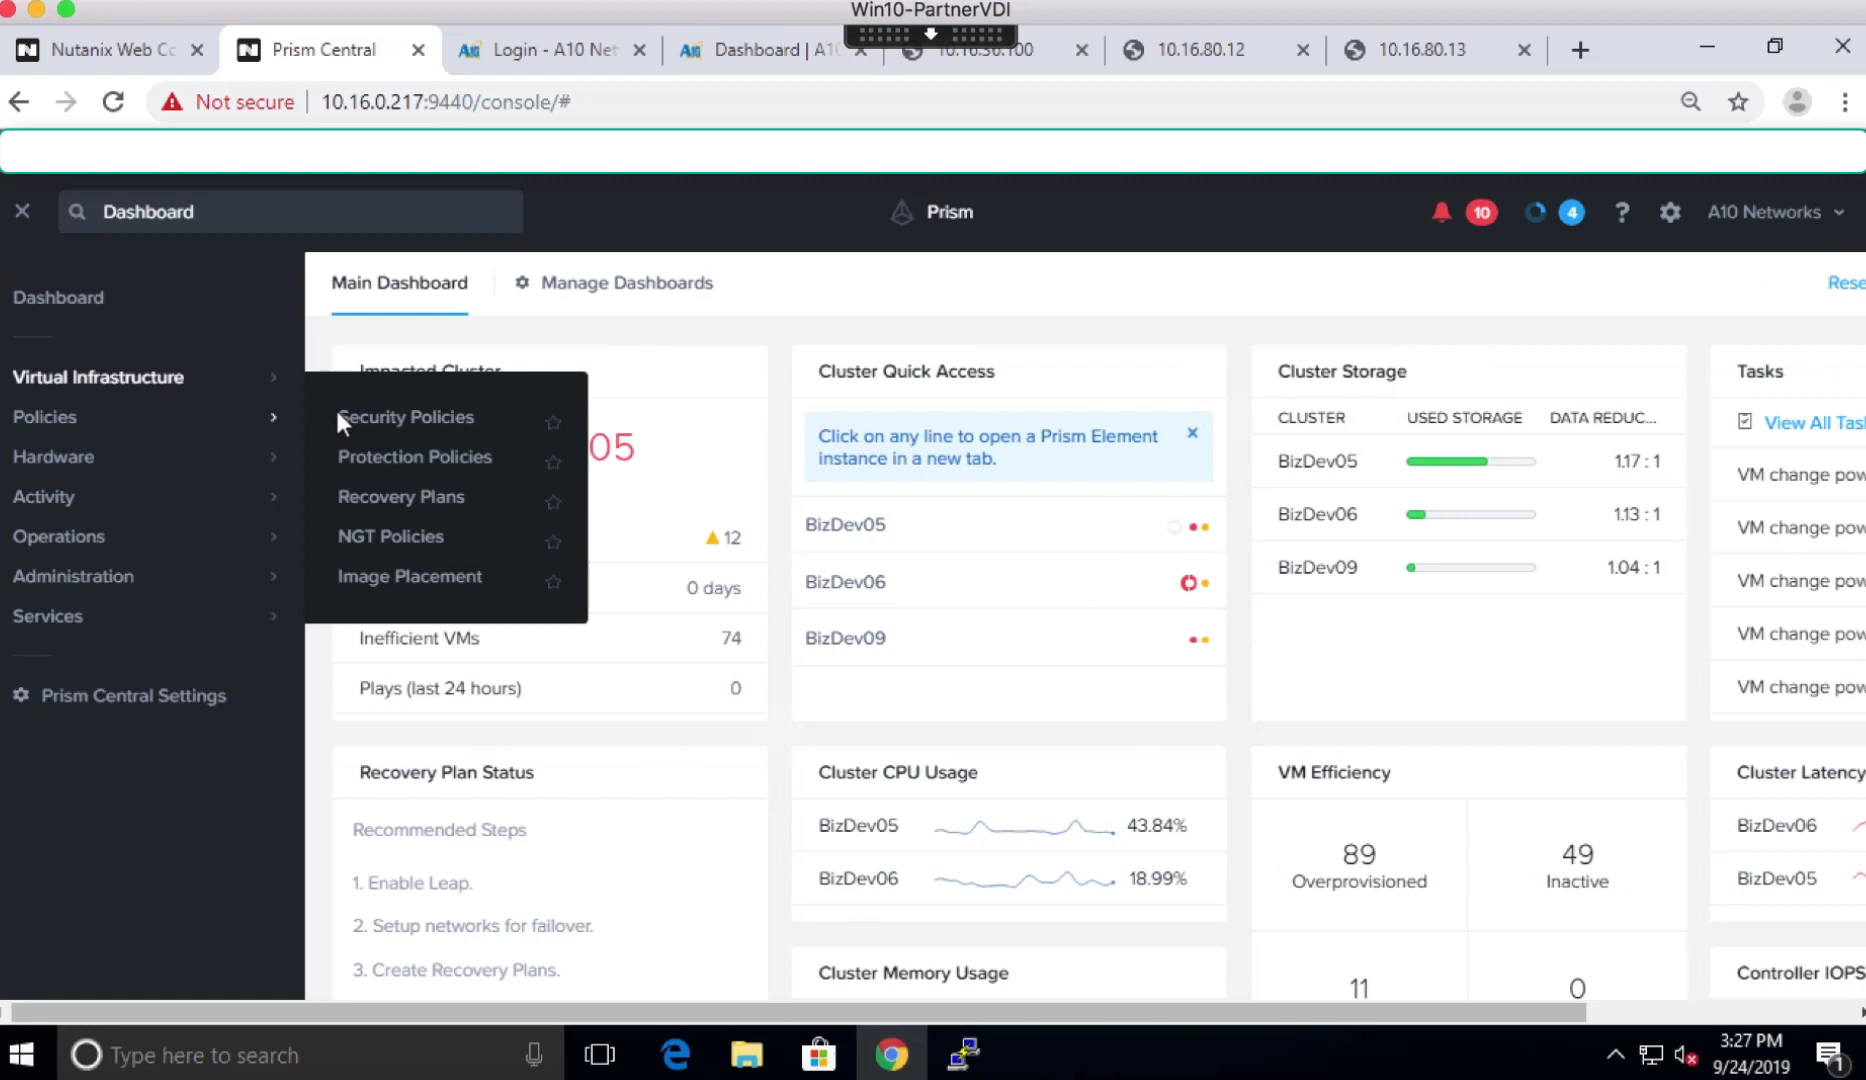 Win10-PartnerVDI
Nutanix Web Co
Prism Central
Login - A10 Net
Dashboard | A10
10.16.80.12
10.16.80.13
Not secure
10.16.0.217:9440/console/#
Dashboard
Prism
10
4
?
A10 Networks
Dashboard
Virtual Infrastructure
Policies
Hardware
Activity
Operations
Administration
Services
Prism Central Settings
Security Policies
Protection Policies
Recovery Plans
NGT Policies
Image Placement
Main Dashboard
Manage Dashboards
Rese
Impacted Cluster
05
12
0 days
Inefficient VMs 74
Plays (last 24 hours) 0
Cluster Quick Access
Click on any line to open a Prism Element
instance in a new tab.
BizDev05
BizDev06
BizDev09
Cluster Storage
CLUSTER USED STORAGE DATA REDUC...
BizDev05 1.17 : 1
BizDev06 1.13 : 1
BizDev09 1.04 : 1
Tasks
View All Tas
VM change pow
VM change pow
VM change pow
VM change pow
VM change pow
Recovery Plan Status
Recommended Steps
1. Enable Leap.
2. Setup networks for failover.
3. Create Recovery Plans.
Cluster CPU Usage
BizDev05 43.84%
BizDev06 18.99%
Cluster Memory Usage
VM Efficiency
89
Overprovisioned
49
Inactive
11
0
Cluster Latency
BizDev06
BizDev05
Controller IOPS
Type here to search
3:27 PM
9/24/2019
1